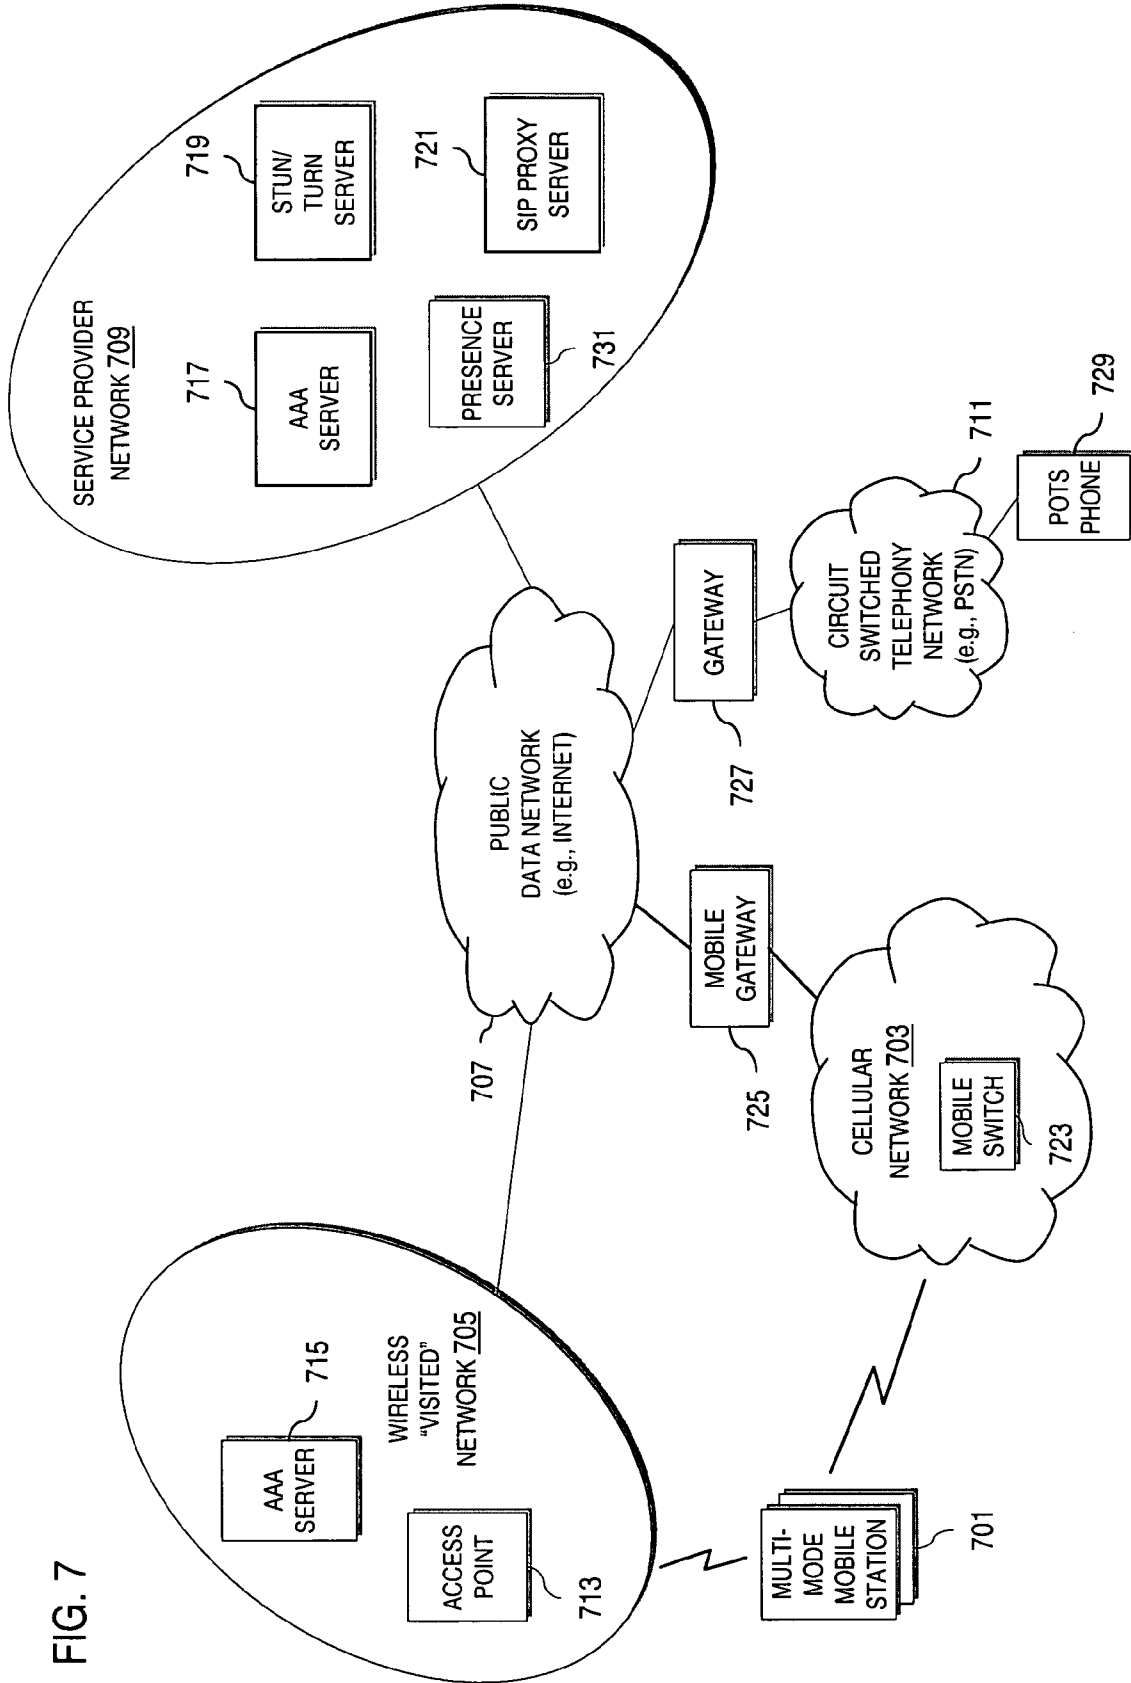 FIG. 7
AAA
SERVER
715
WIRELESS
"VISITED"
NETWORK 705
ACCESS
POINT
713
MULTI-
MODE
MOBILE
STATION
701
SERVICE PROVIDER
NETWORK 709
717
AAA
SERVER
719
STUN/
TURN
SERVER
PRESENCE
SERVER
731
721
SIP PROXY
SERVER
707
PUBLIC
DATA NETWORK
(e.g., INTERNET)
MOBILE
GATEWAY
725
GATEWAY
727
CELLULAR
NETWORK 703
MOBILE
SWITCH
723
CIRCUIT
SWITCHED
TELEPHONY
NETWORK
(e.g., PSTN)
711
POTS
PHONE
729